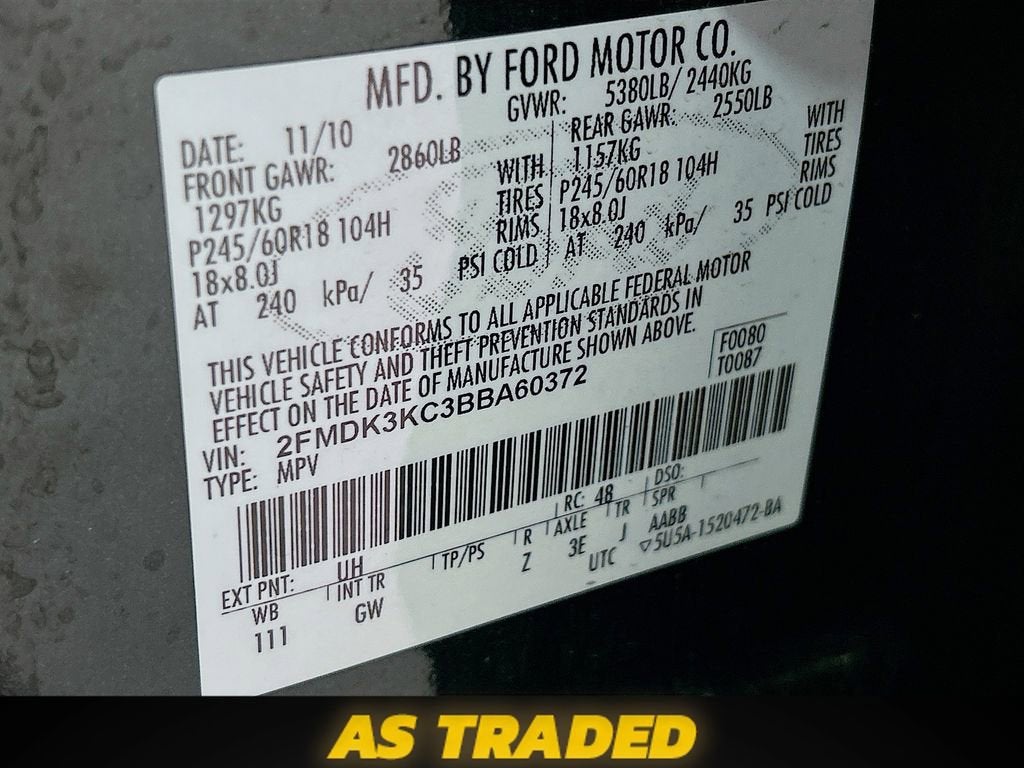 MFD. BY FORD MOTOR CO.
DATE: 11/10 GVWR: 5380LB/ 2440KG
FRONT GAWR: 2860LB REAR GAWR: 2550LB
1297KG WITH 1157KG WITH
P245/60R18 104H TIRES P245/60R18 104H TIRES
18x8.0J RIMS 18x8.0J RIMS
AT 240 kPa/ 35 PSI COLD AT 240 kPa/ 35 PSI COLD
THIS VEHICLE CONFORMS TO ALL APPLICABLE FEDERAL MOTOR
VEHICLE SAFETY AND THEFT PREVENTION STANDARDS IN
EFFECT ON THE DATE OF MANUFACTURE SHOWN ABOVE.
F0080
T0087
VIN: 2FMDK3KC3BBA60372
TYPE: MPV
EXT PNT: UH RC: 48 DSO:
WB INT TR TP/PS R AXLE TR SPR
111 GW Z 3E J AABB
UTC ▽5U5A-1520472-BA
AS TRADED